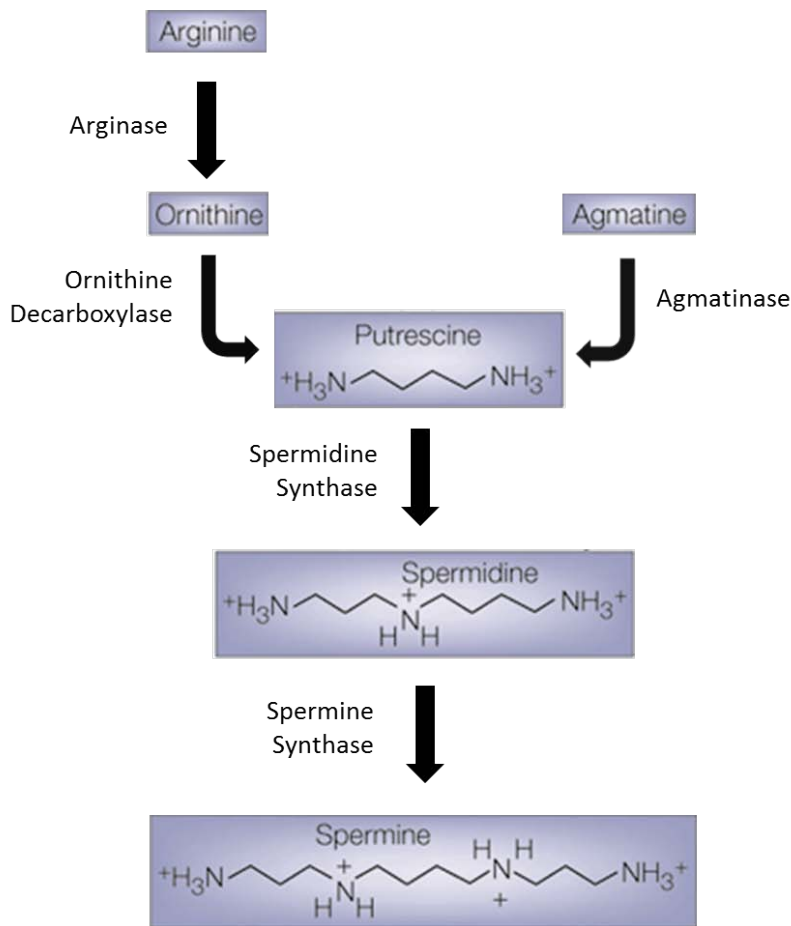 Arginine
Arginase
Ornithine
Agmatine
Ornithine
Decarboxylase
Agmatinase
Putrescine
⁺H₃N NH₃⁺
Spermidine
Synthase
Spermidine
⁺H₃N + NH₃⁺
N
H H
Spermine
Synthase
Spermine
H H
⁺H₃N + N NH₃⁺
N +
H H